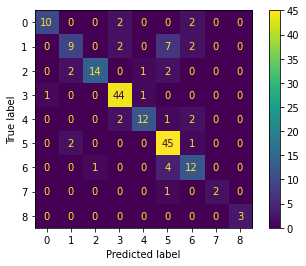 0 10 0 0 2 0 0 2 0 0
1 0 9 0 2 0 7 2 0 0
2 0 2 14 0 1 2 0 0 0
3 1 0 0 44 1 0 0 0 0
4 0 0 0 2 12 1 2 0 0
5 0 2 0 0 0 45 1 0 0
6 0 0 1 0 0 4 12 0 0
7 0 0 0 0 0 1 0 2 0
8 0 0 0 0 0 0 0 0 3
0 1 2 3 4 5 6 7 8
Predicted label
True label
45
40
35
30
25
20
15
10
5
0